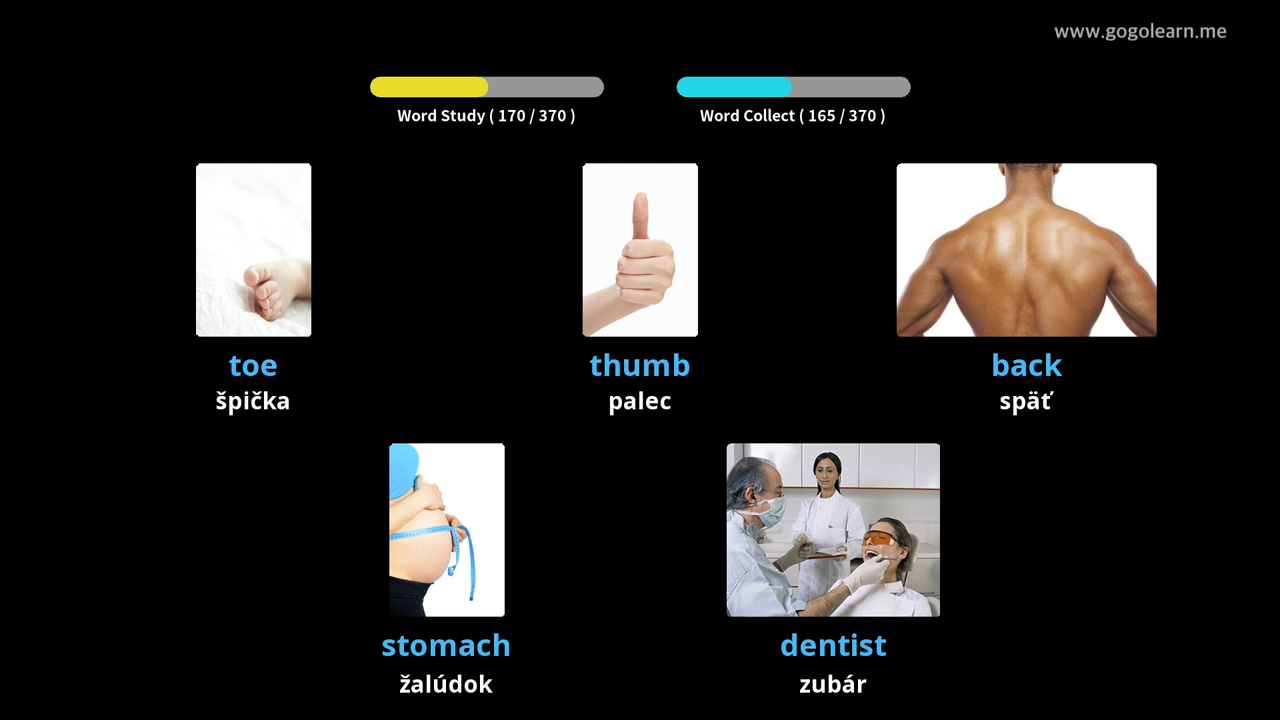 www.gogolearn.me
Word Study ( 170 / 370 )
Word Collect ( 165 / 370 )
toe
špička
thumb
palec
back
späť
stomach
žalúdok
dentist
zubár